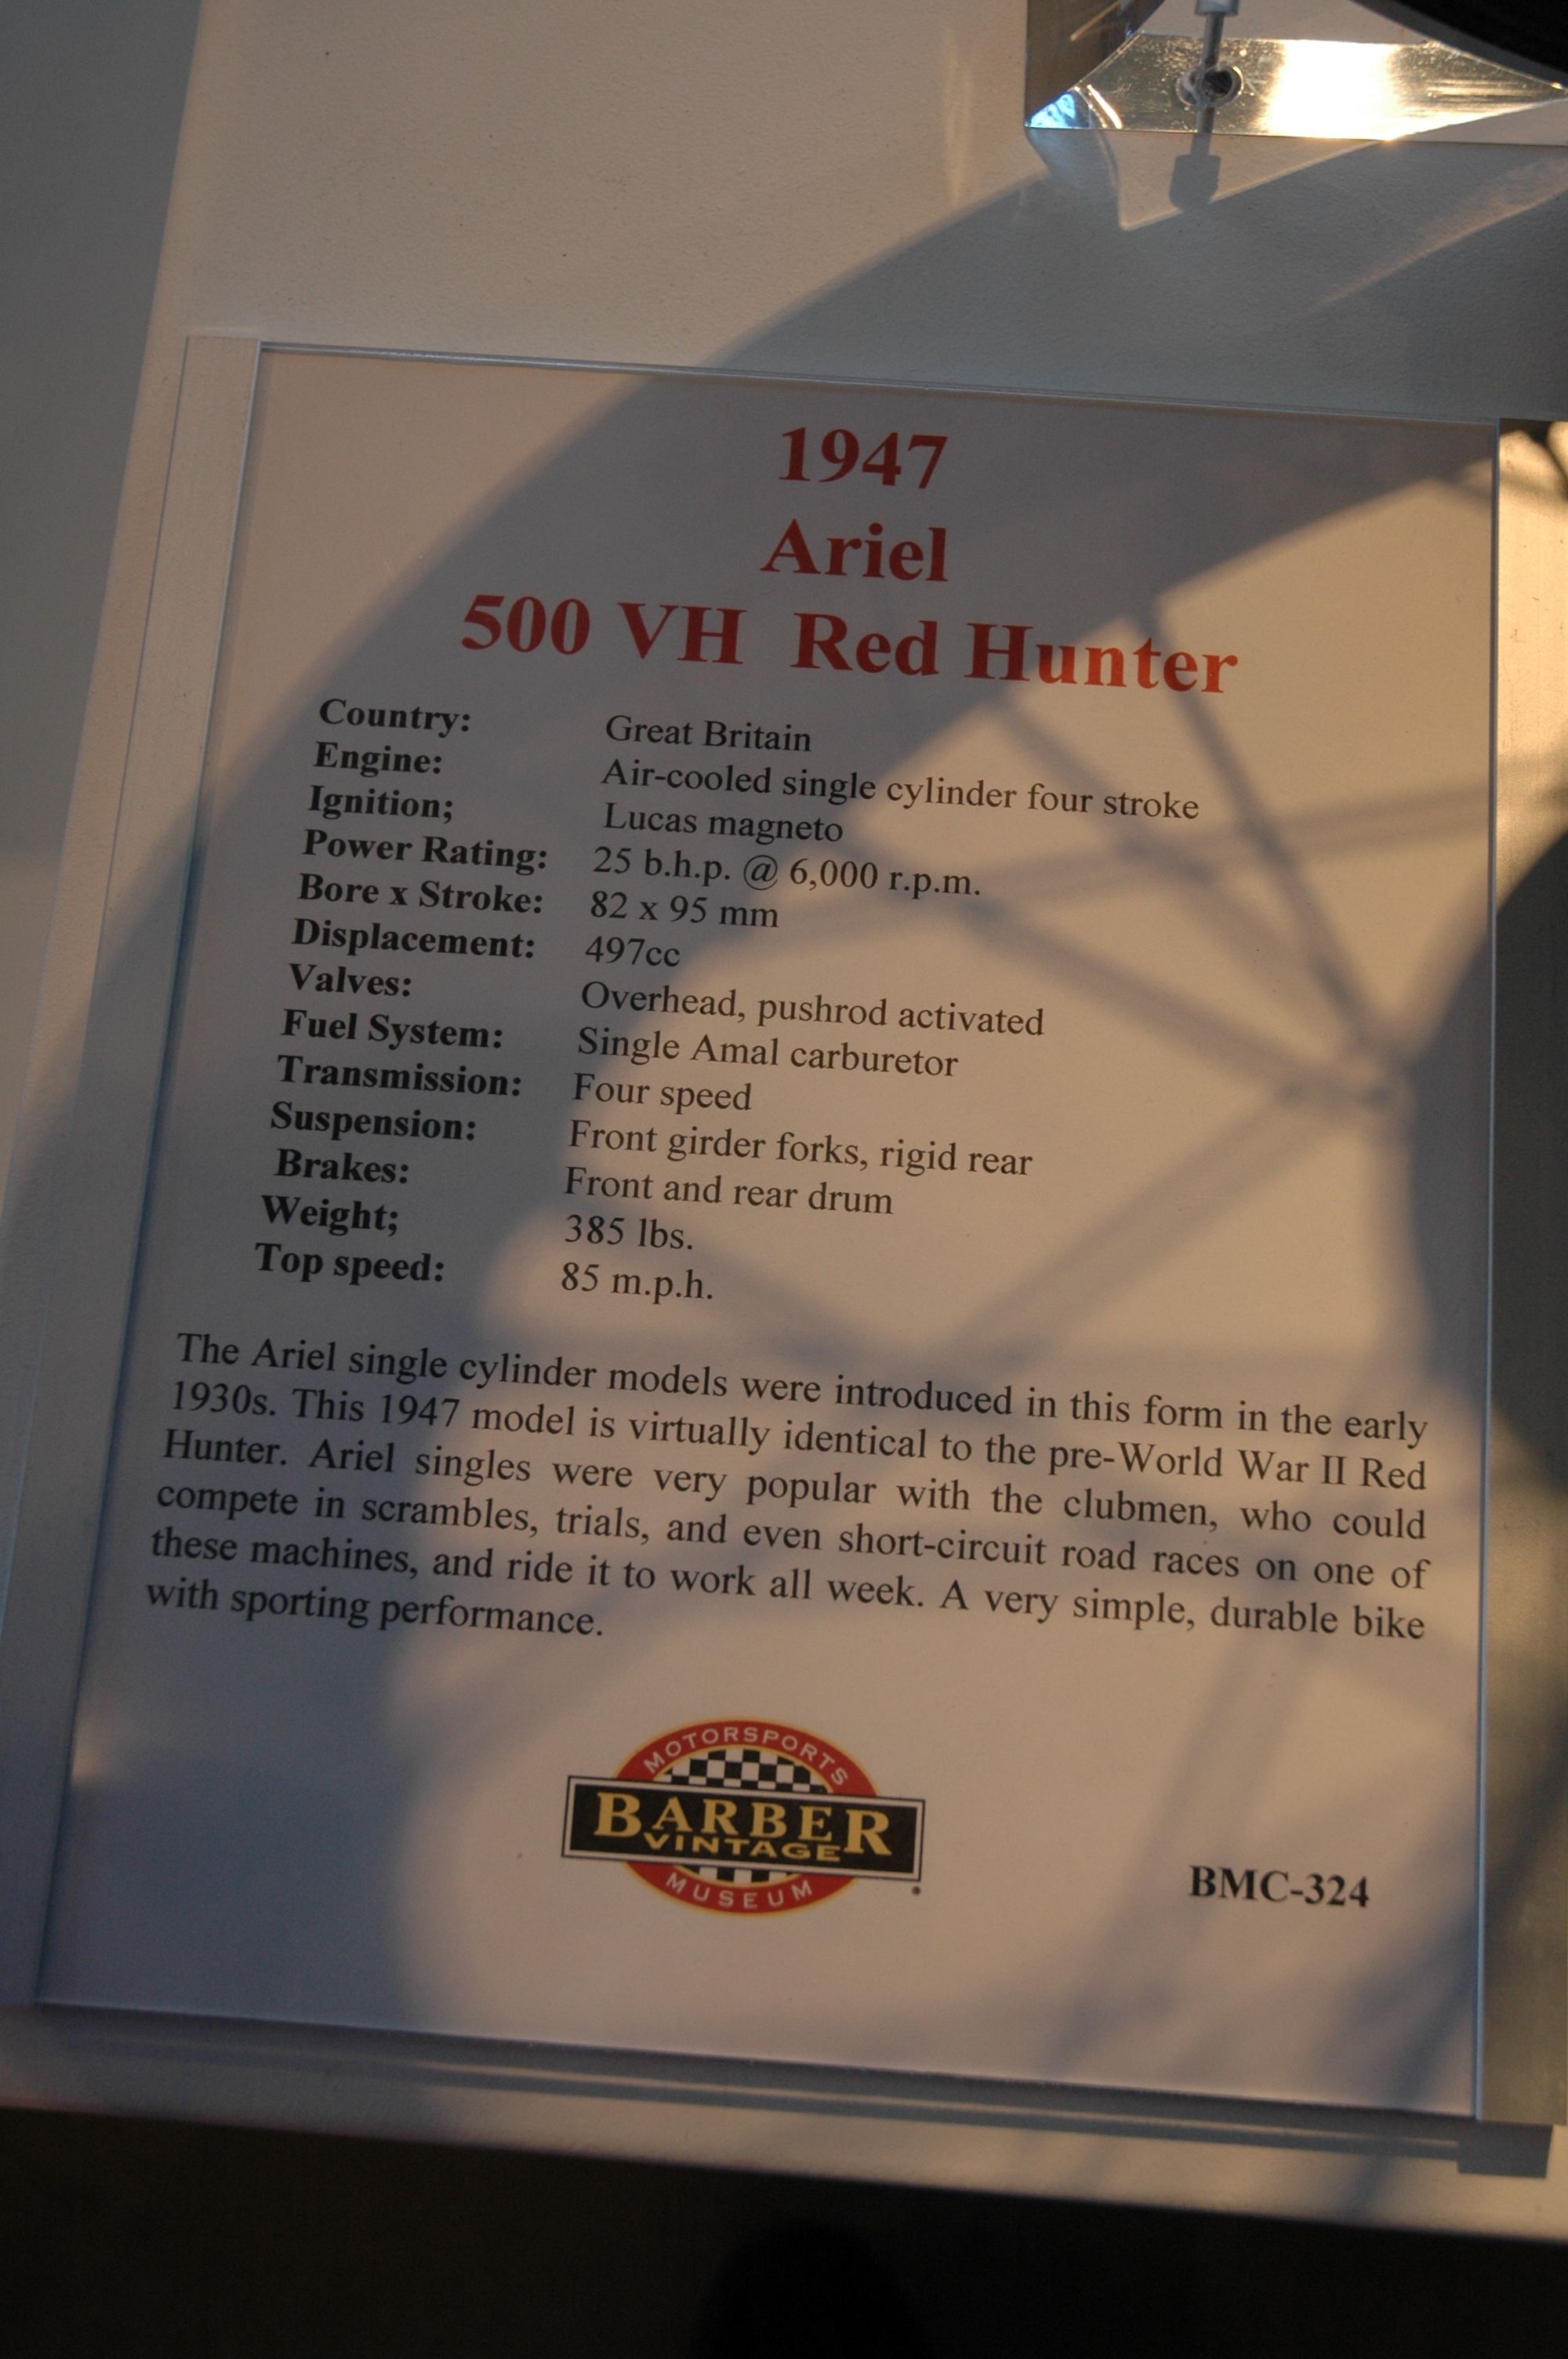 1947
Ariel
500 VH Red Hunter
Country: Great Britain
Engine: Air-cooled single cylinder four stroke
Ignition; Lucas magneto
Power Rating: 25 b.h.p. @ 6,000 r.p.m.
Bore x Stroke: 82 x 95 mm
Displacement: 497cc
Valves: Overhead, pushrod activated
Fuel System: Single Amal carburetor
Transmission: Four speed
Suspension: Front girder forks, rigid rear
Brakes: Front and rear drum
Weight; 385 lbs.
Top speed: 85 m.p.h.
The Ariel single cylinder models were introduced in this form in the early
1930s. This 1947 model is virtually identical to the pre-World War II Red
Hunter. Ariel singles were very popular with the clubmen, who could
compete in scrambles, trials, and even short-circuit road races on one of
these machines, and ride it to work all week. A very simple, durable bike
with sporting performance.
MOTORSPORTS
BARBER
VINTAGE
MUSEUM
BMC-324